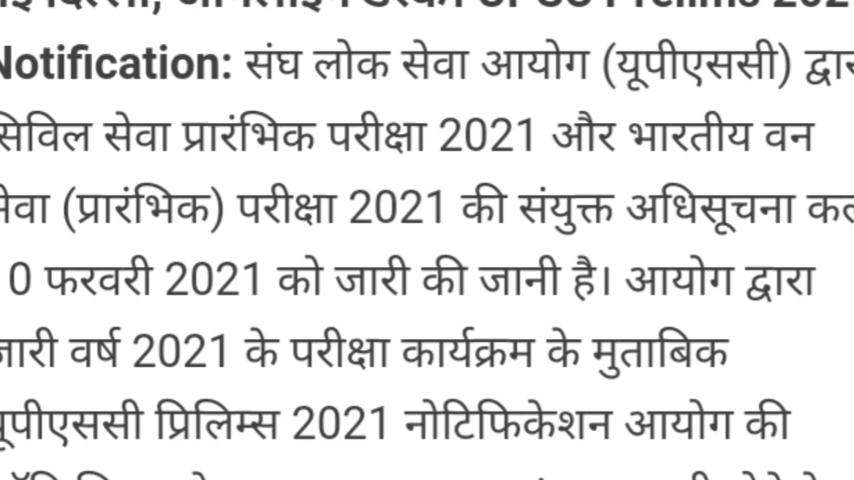 Notification: संघ लोक सेवा आयोग (यूपीएससी)
सिविल सेवा प्रारंभिक परीक्षा 2021 और भारतीय वन
सेवा (प्रारंभिक) परीक्षा 2021 की संयुक्त अधिसूचना
0 फरवरी 2021 को जारी की जानी है। आयोग द्वारा
जारी वर्ष 2021 के परीक्षा कार्यक्रम के मुताबिक
यूपीएससी प्रिलिम्स 2021 नोटिफिकेशन आयोग की